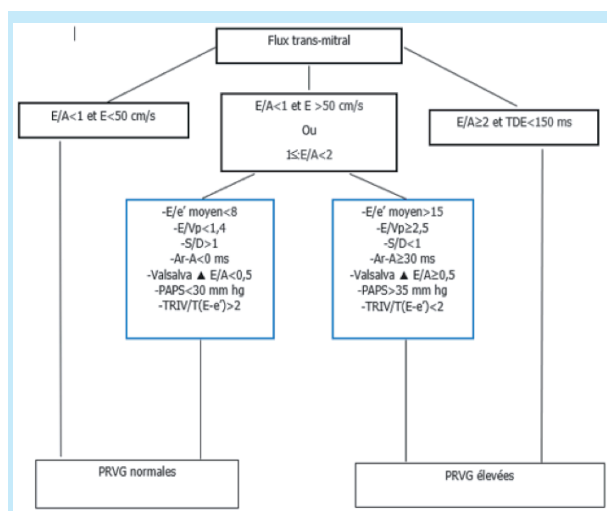 Flux trans-mitral
E/A<1 et E<50 cm/s
E/A<1 et E >50 cm/s
Ou
1≤E/A<2
E/A≥2 et TDE<150 ms
-E/e’ moyen<8
-E/Vp<1,4
-S/D>1
-Ar-A<0 ms
-Valsalva ▲ E/A<0,5
-PAPS<30 mm hg
-TRIV/T(E-e’)>2
-E/e’ moyen>15
-E/Vp≥2,5
-S/D<1
-Ar-A≥30 ms
-Valsalva ▲ E/A≥0,5
-PAPS>35 mm hg
-TRIV/T(E-e’)<2
PRVG normales
PRVG élevées